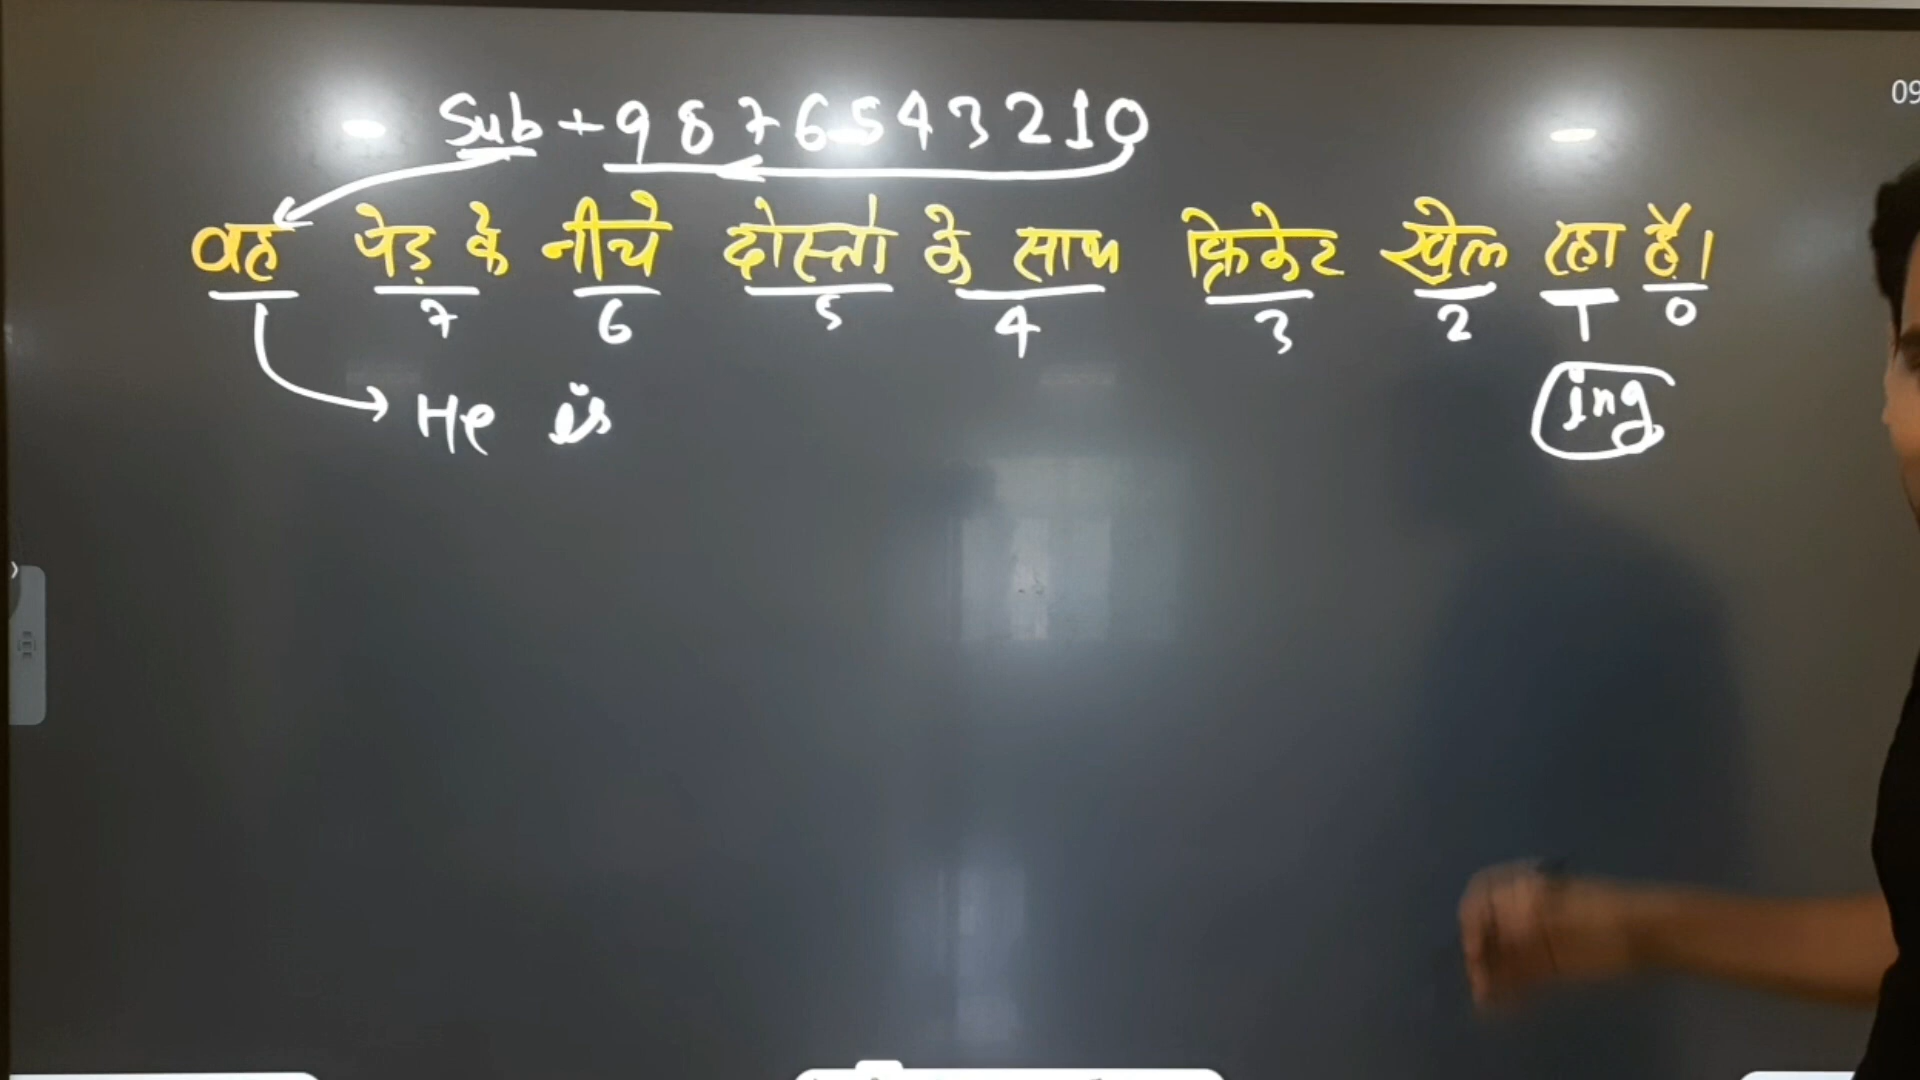 09
Sub + 9 8 7 6 5 4 3 2 1 0
वह पेड़ के नीचे दोस्तों के साथ क्रिकेट खेल रहा है।
7 6 5 4 3 2 1 0
He is
ing